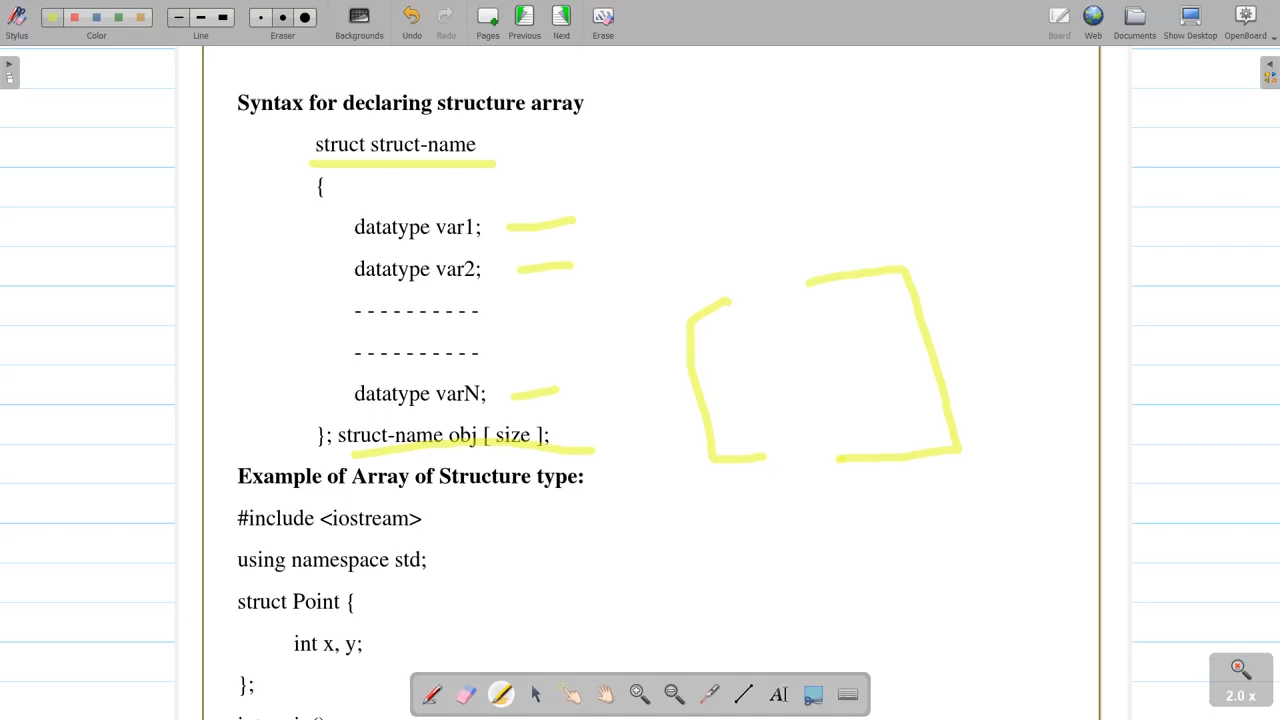 Stylus Color Line Eraser Backgrounds Undo Redo Pages Previous Next Erase Board Web Documents Show Desktop OpenBoard
Syntax for declaring structure array
struct struct-name
{
datatype var1;
datatype var2;
- - - - - - - - - -
- - - - - - - - - -
datatype varN;
}; struct-name obj [ size ];
Example of Array of Structure type:
#include <iostream>
using namespace std;
struct Point {
int x, y;
};
2.0 x